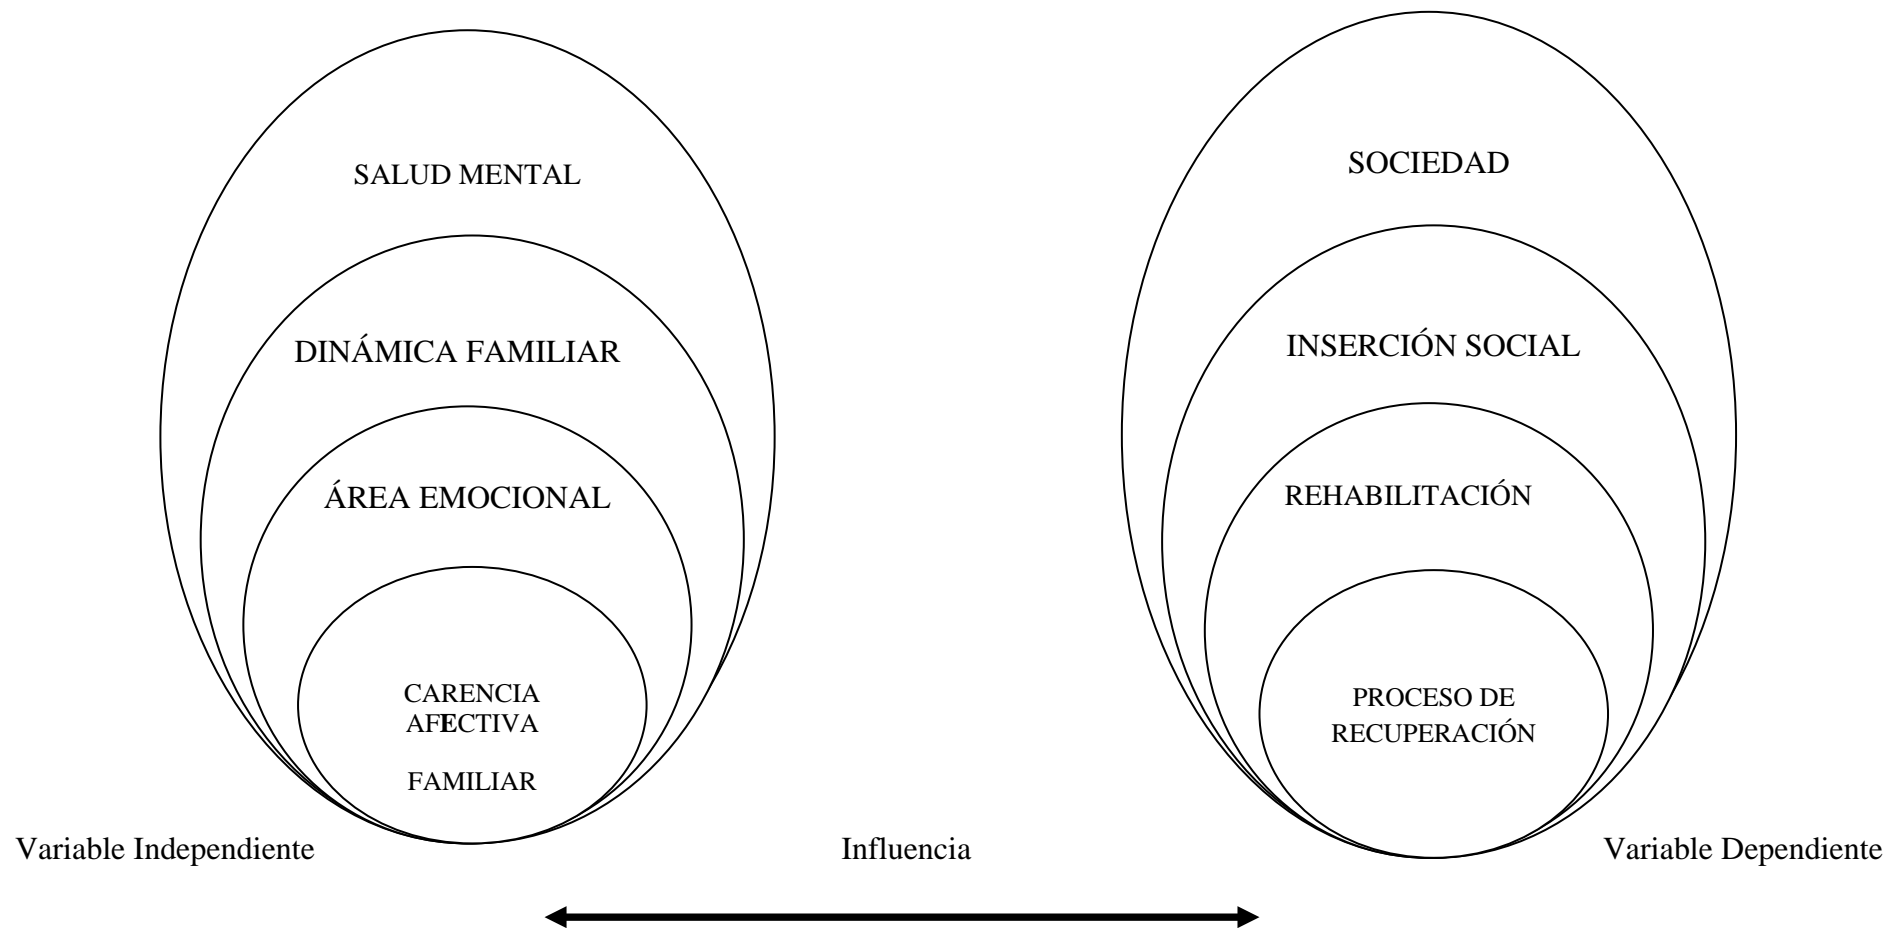 SALUD MENTAL
DINÁMICA FAMILIAR
ÁREA EMOCIONAL
CARENCIA
AFECTIVA
FAMILIAR
SOCIEDAD
INSERCIÓN SOCIAL
REHABILITACIÓN
PROCESO DE
RECUPERACIÓN
Variable Independiente
Influencia
Variable Dependiente